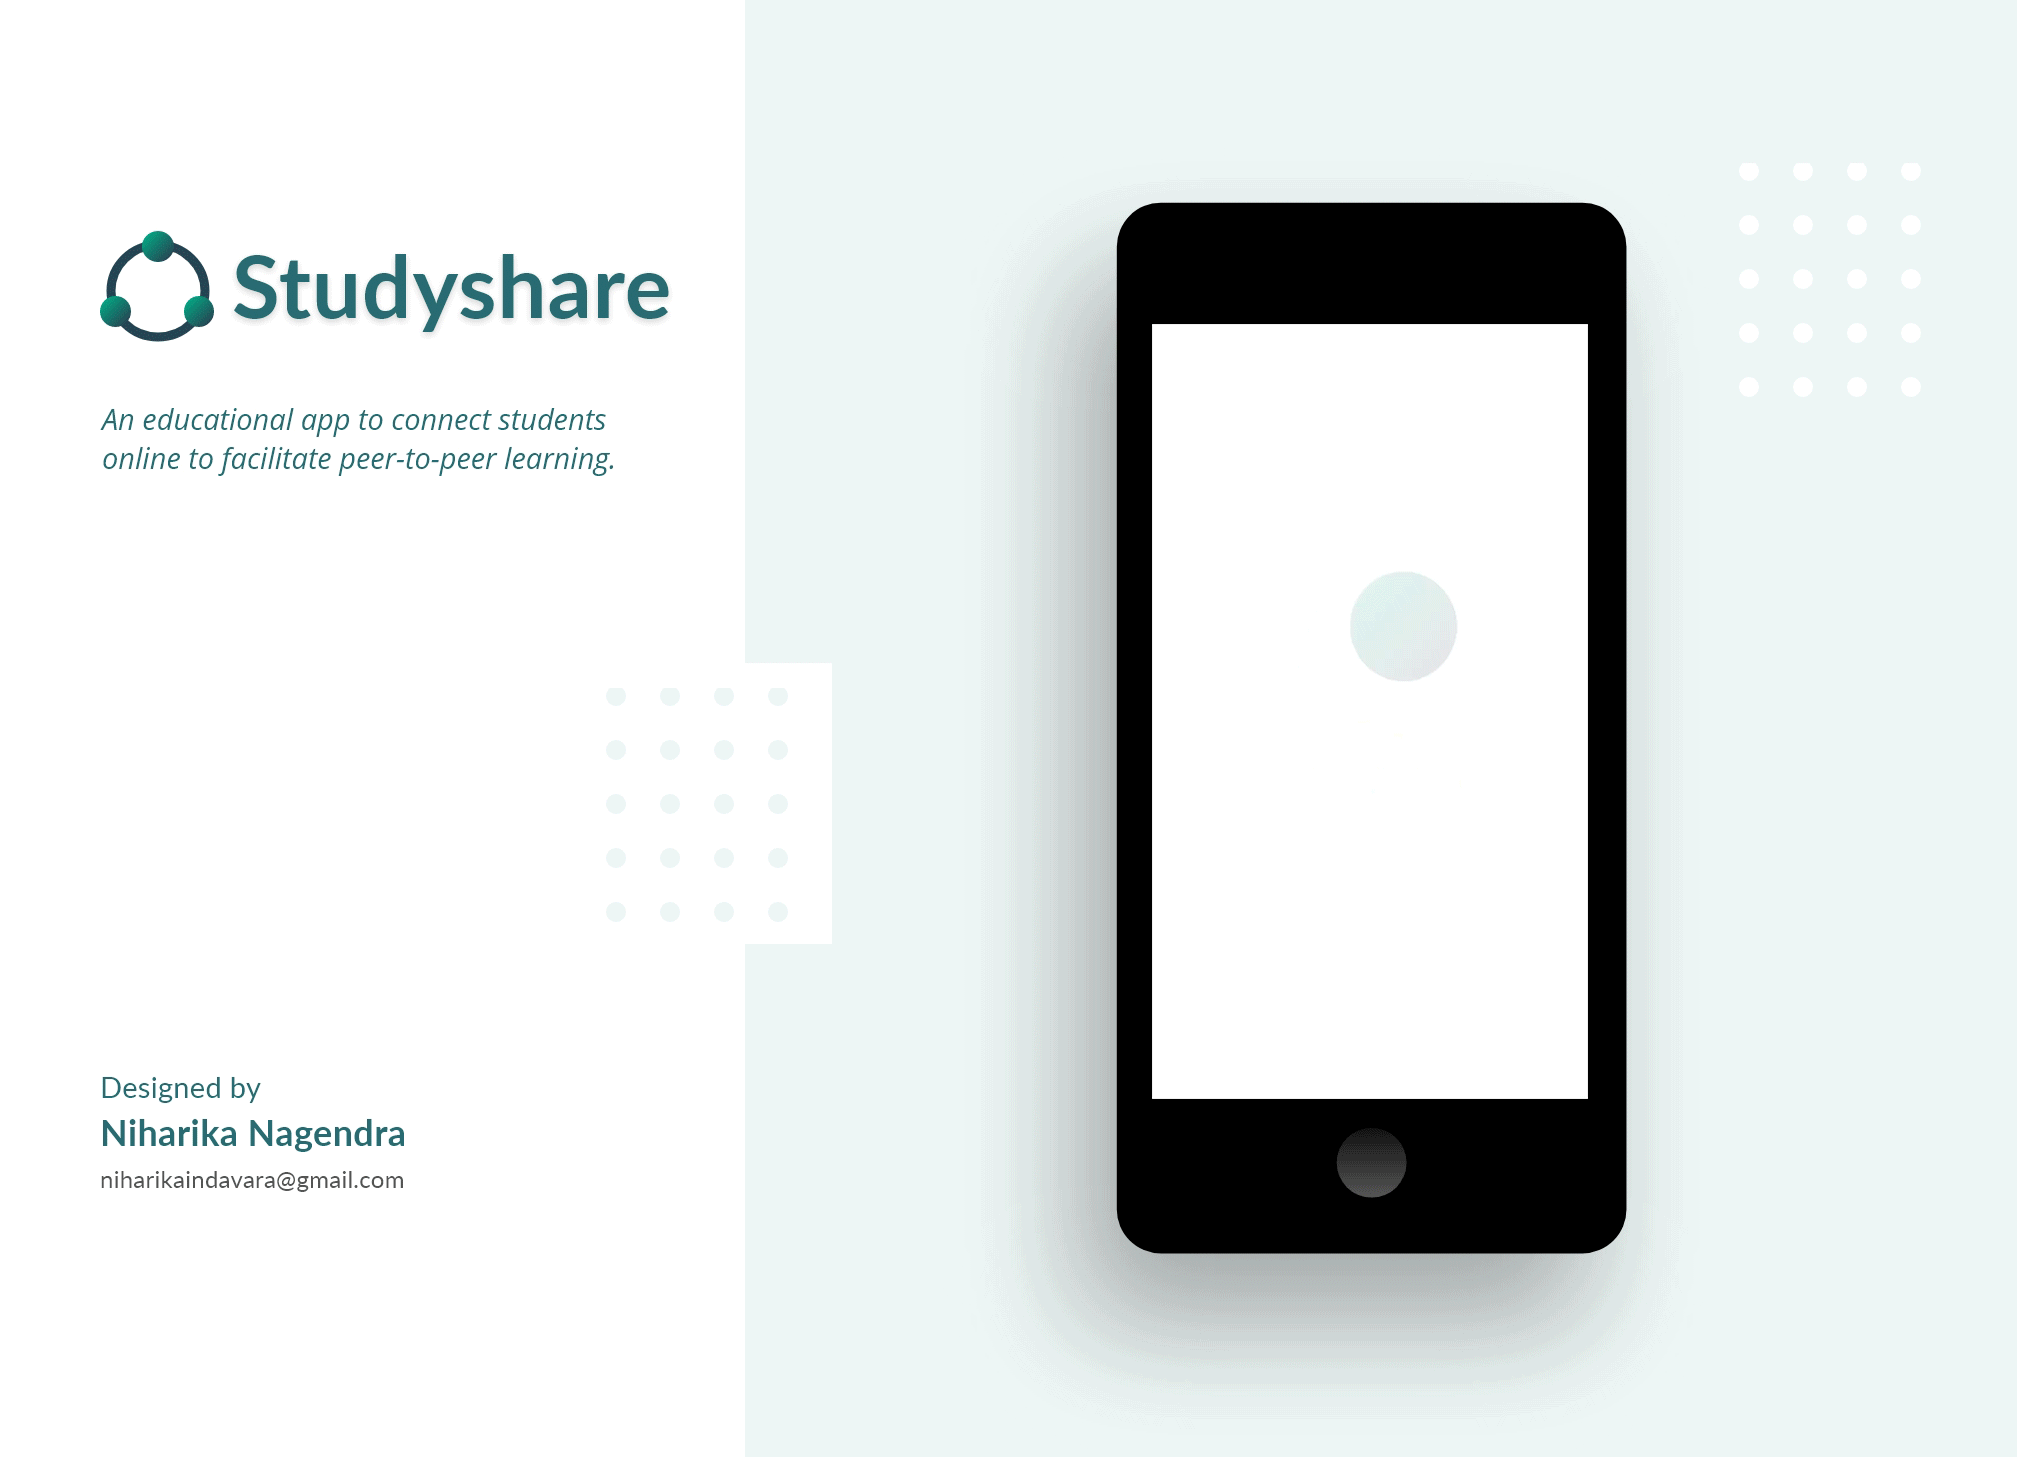 Studyshare
An educational app to connect students
online to facilitate peer-to-peer learning.
Designed by
Niharika Nagendra
niharikaindavara@gmail.com